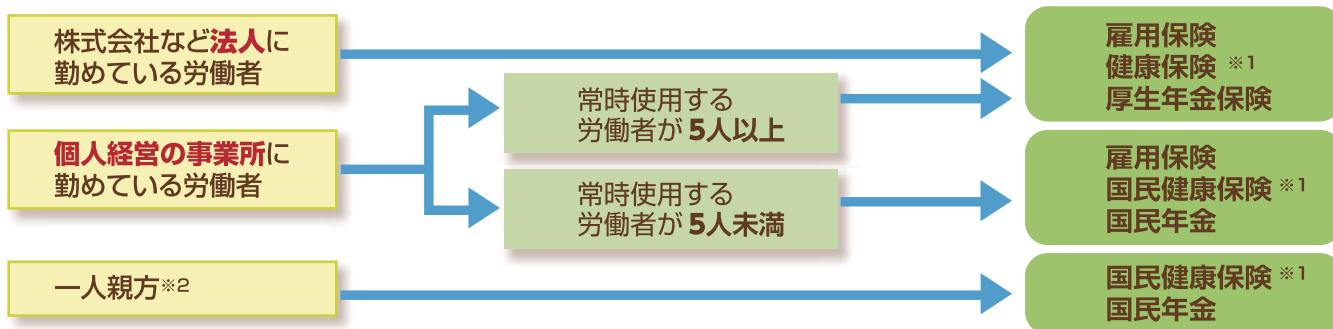 株式会社など法人に
勤めている労働者
雇用保険
健康保険 ※1
厚生年金保険
常時使用する
労働者が 5人以上
個人経営の事業所に
勤めている労働者
常時使用する
労働者が 5人未満
雇用保険
国民健康保険 ※1
国民年金
一人親方※2
国民健康保険 ※1
国民年金